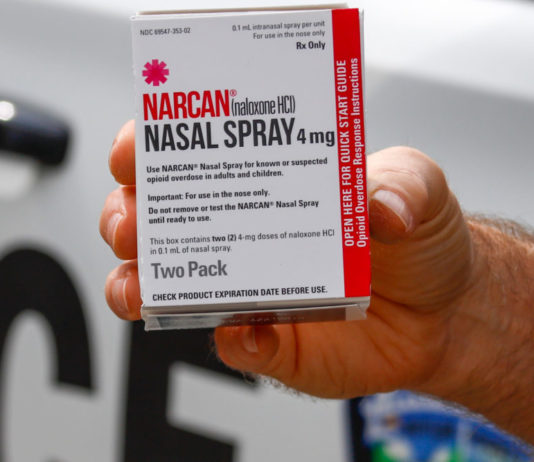 NDC 69547-353-02
0.1 mL intranasal spray per unit
For use in the nose only
Rx Only
NARCAN® (naloxone HCl)
NASAL SPRAY 4 mg
Use NARCAN® Nasal Spray for known or suspected
opioid overdose in adults and children.
Important: For use in the nose only.
Do not remove or test the NARCAN® Nasal Spray
until ready to use.
This box contains two (2) 4-mg doses of naloxone HCl
in 0.1 mL of nasal spray.
Two Pack
CHECK PRODUCT EXPIRATION DATE BEFORE USE.
OPEN HERE FOR QUICK START GUIDE
Opioid Overdose Response Instructions
CE